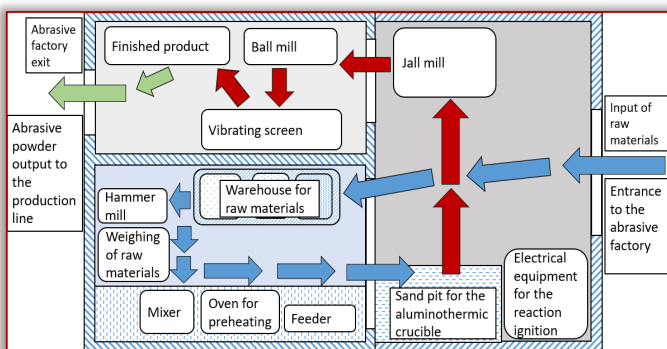 Abrasive
factory
exit
Finished product
Ball mill
Jall mill
Vibrating screen
Input of
raw
materials
Abrasive
powder
output to
the
production
line
Warehouse for
raw materials
Hammer
mill
Entrance
to the
abrasive
factory
Weighing
of raw
materials
Electrical
equipment
for the
reaction
ignition
Mixer
Oven for
preheating
Feeder
Sand pit for the
aluminothermic
crucible